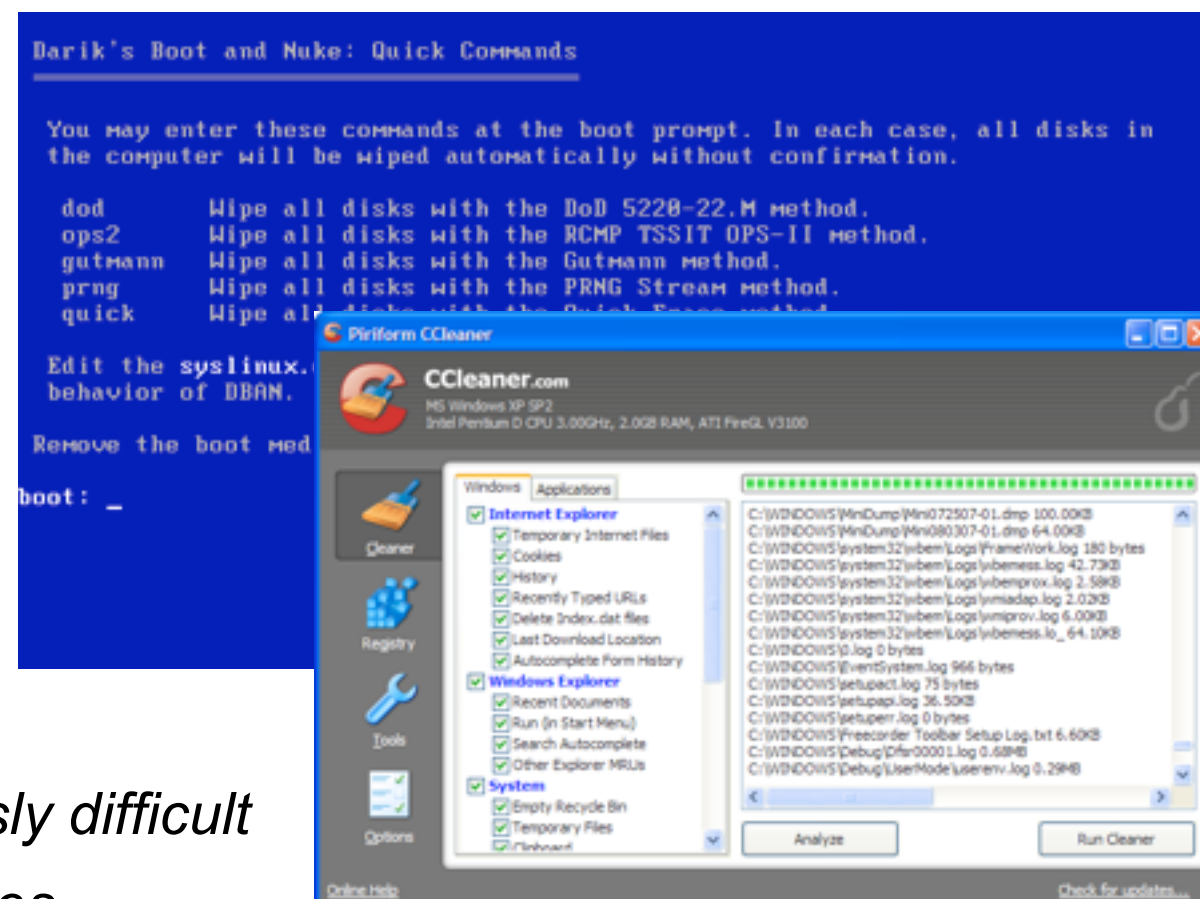 Darik's Boot and Nuke: Quick Commands
You may enter these commands at the boot prompt. In each case, all disks in
the computer will be wiped automatically without confirmation.
dod Wipe all disks with the DoD 5220-22.M method.
ops2 Wipe all disks with the RCMP TSSIT OPS-II method.
gutmann Wipe all disks with the Gutmann method.
prng Wipe all disks with the PRNG Stream method.
quick Wipe all disks with the Quick Erase method.
Edit the syslinux.
behavior of DBAN.
Remove the boot med
boot: _
Piriform CCleaner
CCleaner.com
MS Windows XP SP2
Intel Pentium D CPU 3.00GHz, 2.0GB RAM, ATI FireGL V3100
Cleaner
Registry
Tools
Options
Windows Applications
Internet Explorer
Temporary Internet Files
Cookies
History
Recently Typed URLs
Delete Index.dat files
Last Download Location
Autocomplete Form History
Windows Explorer
Recent Documents
Run (in Start Menu)
Search Autocomplete
Other Explorer MRUs
System
Empty Recycle Bin
Temporary Files
Clipboard
C:\WINDOWS\MiniDump\Mini072507-01.dmp 100.00KB
C:\WINDOWS\MiniDump\Mini080307-01.dmp 64.00KB
C:\WINDOWS\system32\wbem\Logs\FrameWork.log 180 bytes
C:\WINDOWS\system32\wbem\Logs\wbemess.log 42.73KB
C:\WINDOWS\system32\wbem\Logs\wbemprox.log 2.58KB
C:\WINDOWS\system32\wbem\Logs\wmiadap.log 2.02KB
C:\WINDOWS\system32\wbem\Logs\wmiprov.log 6.00KB
C:\WINDOWS\system32\wbem\Logs\wbemess.lo_ 64.10KB
C:\WINDOWS\0.log 0 bytes
C:\WINDOWS\EventSystem.log 966 bytes
C:\WINDOWS\setupact.log 75 bytes
C:\WINDOWS\setupapi.log 36.50KB
C:\WINDOWS\setuperr.log 0 bytes
C:\WINDOWS\Freecorder Toolbar Setup Log.txt 6.60KB
C:\WINDOWS\Debug\Dfsr00001.log 0.68MB
C:\WINDOWS\Debug\UserMode\userenv.log 0.29MB
Analyze
Run Cleaner
Online Help
Check for updates...
sly difficult